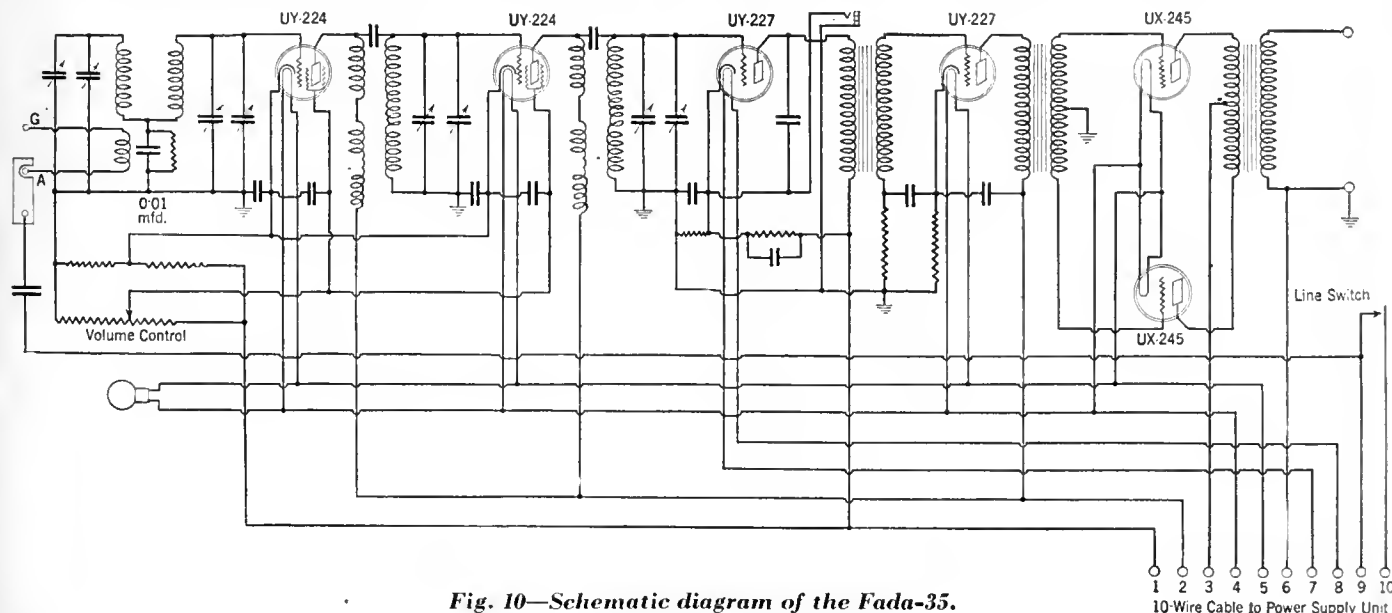 UY-224
UY-224
UY-227
UY-227
UX-245
G
A
0·01
mfd.
Volume Control
UX-245
Line Switch
1 2 3 4 5 6 7 8 9 10
10-Wire Cable to Power Supply Unit
Fig. 10—Schematic diagram of the Fada-35.